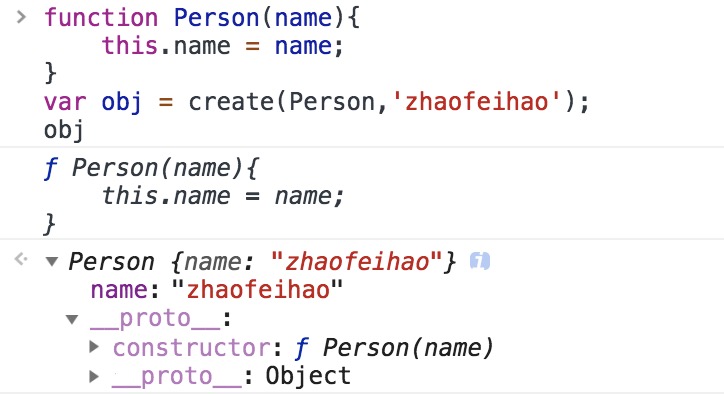 function Person(name){
this.name = name;
}
var obj = create(Person,'zhaofeihao');
obj
ƒ Person(name){
this.name = name;
}
Person {name: "zhaofeihao"} i
name: "zhaofeihao"
__proto__:
constructor: ƒ Person(name)
__proto__: Object